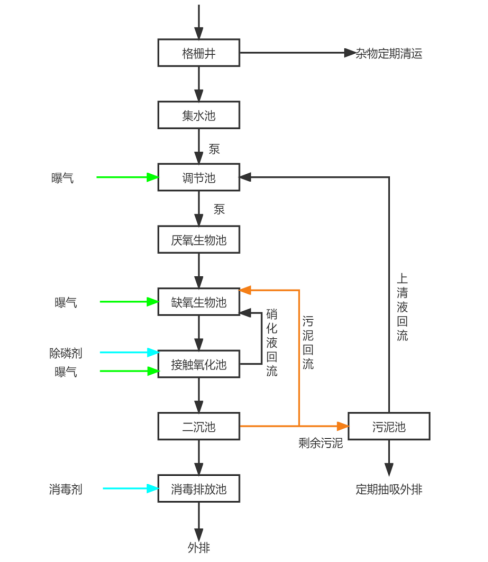 格栅井
杂物定期清运
集水池
泵
曝气
调节池
泵
厌氧生物池
曝气
缺氧生物池
硝化液回流
污泥回流
上清液回流
除磷剂
曝气
接触氧化池
二沉池
剩余污泥
污泥池
消毒剂
消毒排放池
定期抽吸外排
外排